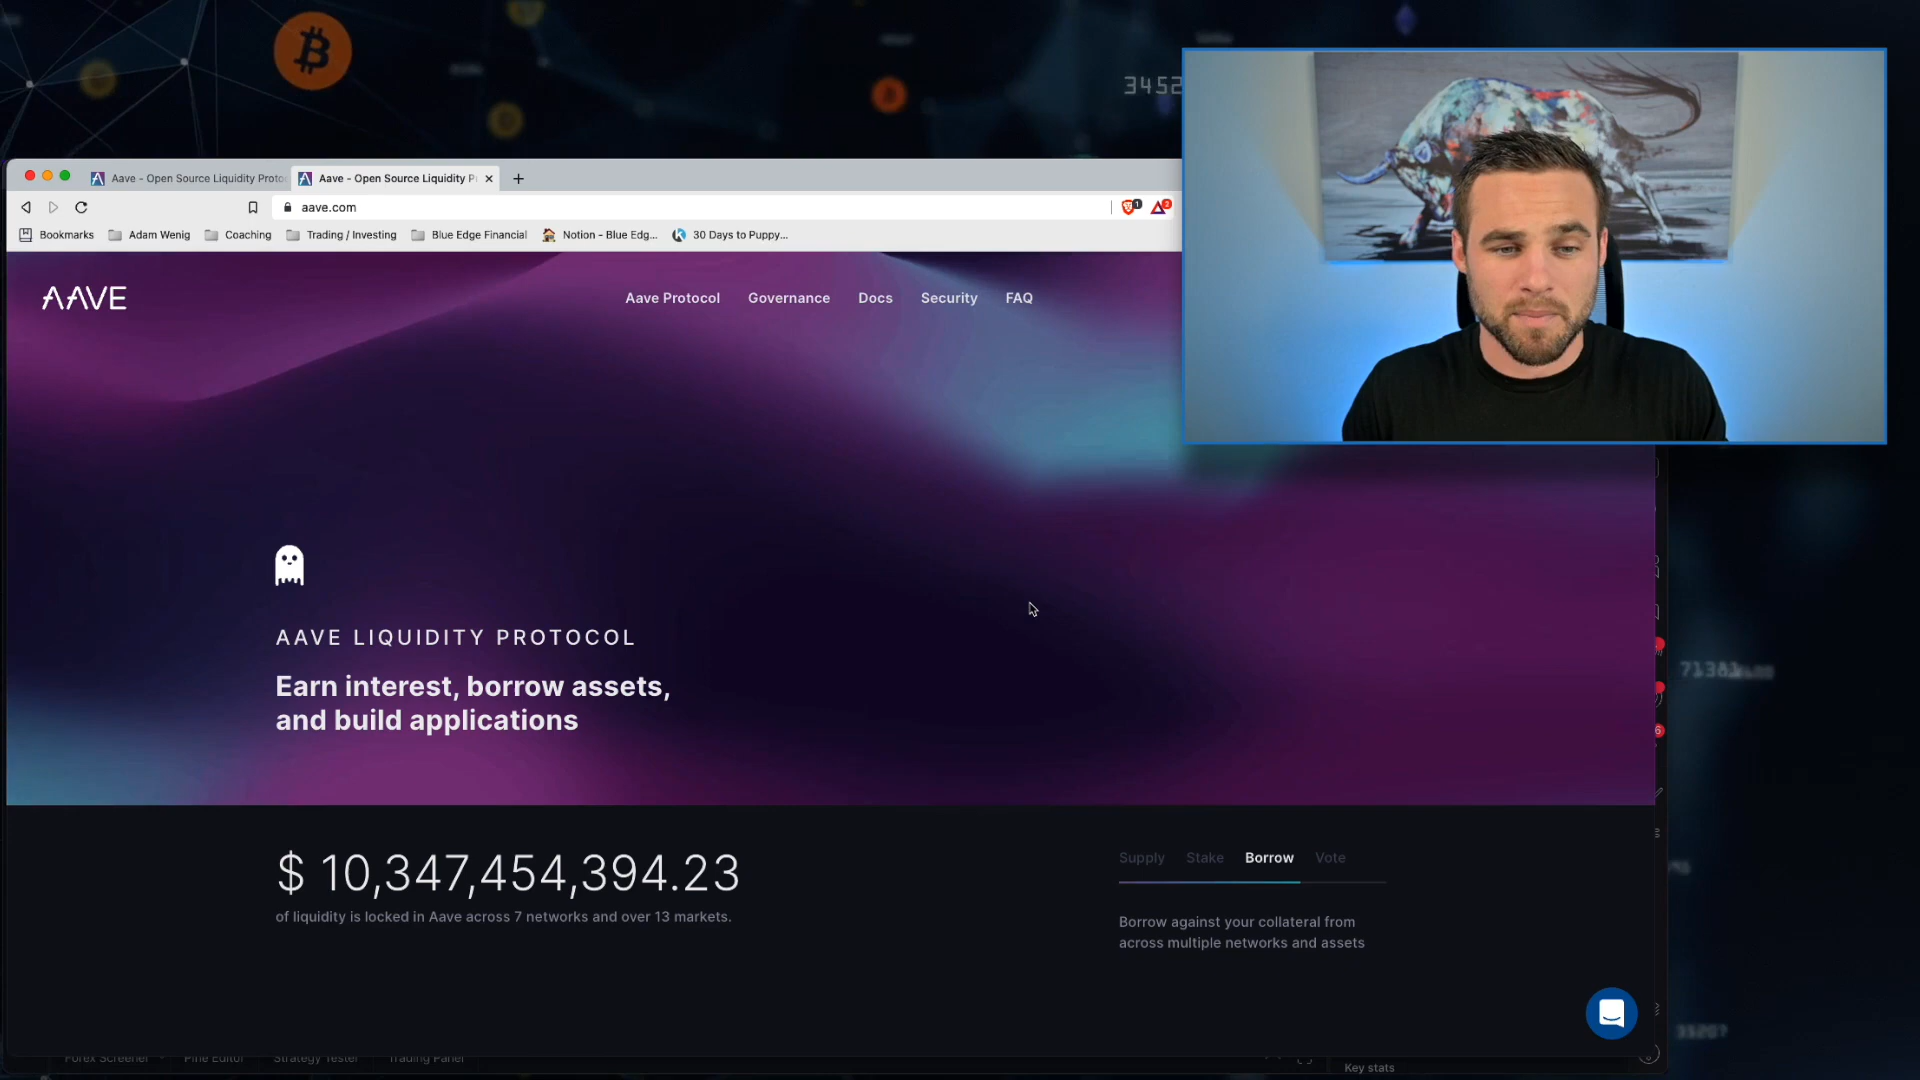 3452
Aave - Open Source Liquidity Proto
Aave - Open Source Liquidity P
aave.com
1
2
Bookmarks
Adam Wenig
Coaching
Trading / Investing
Blue Edge Financial
Notion - Blue Edg...
30 Days to Puppy...
AAVE
Aave Protocol
Governance
Docs
Security
FAQ
AAVE LIQUIDITY PROTOCOL
Earn interest, borrow assets,
and build applications
6
$ 10,347,454,394.23
of liquidity is locked in Aave across 7 networks and over 13 markets.
Supply
Stake
Borrow
Vote
Borrow against your collateral from
across multiple networks and assets
Forex Screener
Pine Editor
Strategy Tester
Trading Panel
Key stats